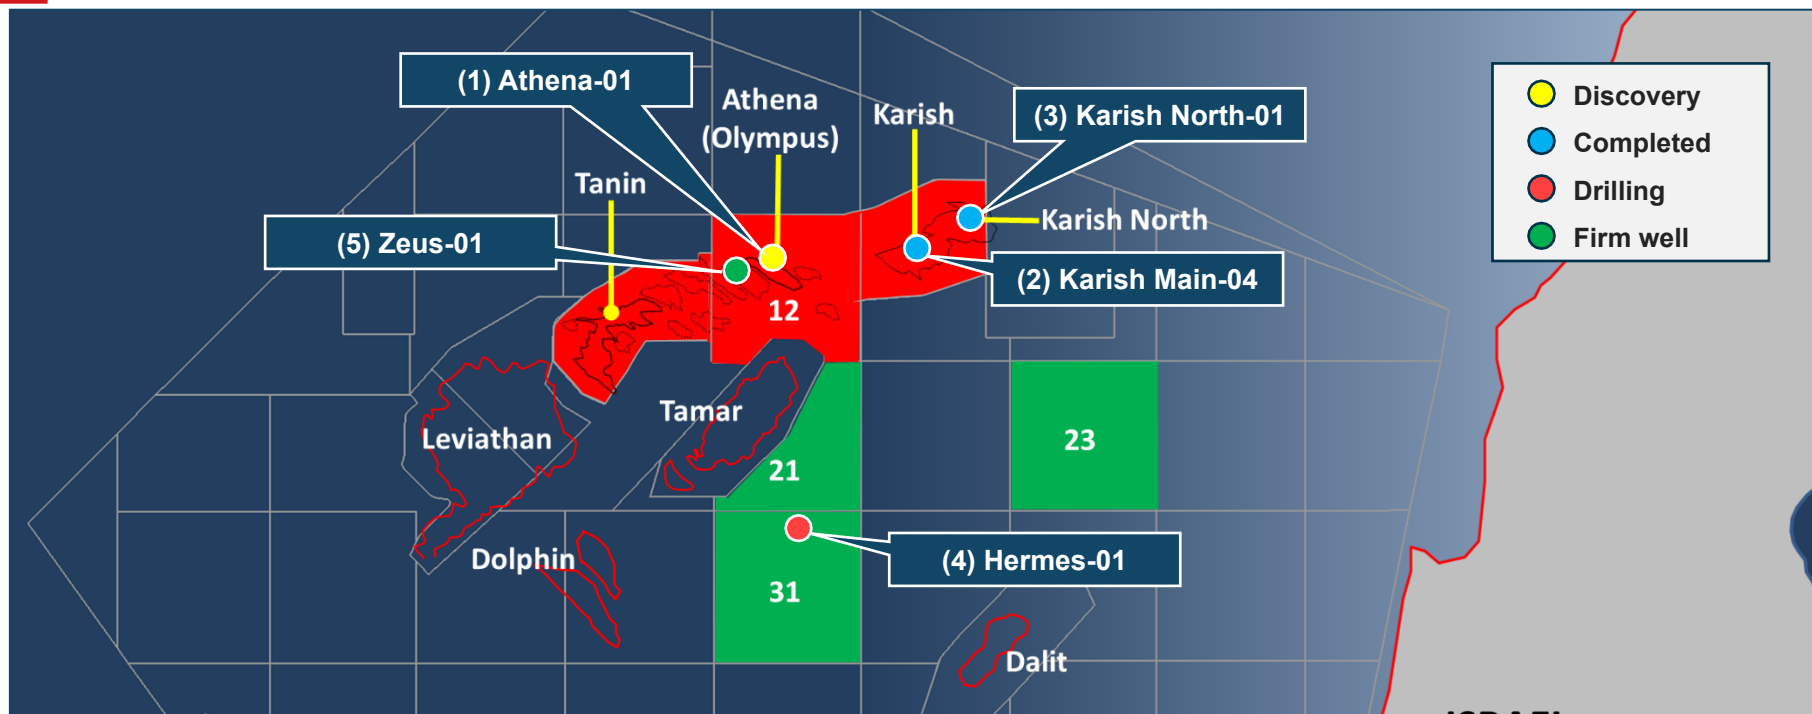 (1) Athena-01
Athena
(Olympus)
Karish
(3) Karish North-01
Discovery
Completed
Drilling
Firm well
Tanin
(5) Zeus-01
Karish North
(2) Karish Main-04
12
Leviathan
Tamar
21
23
Dolphin
(4) Hermes-01
31
Dalit